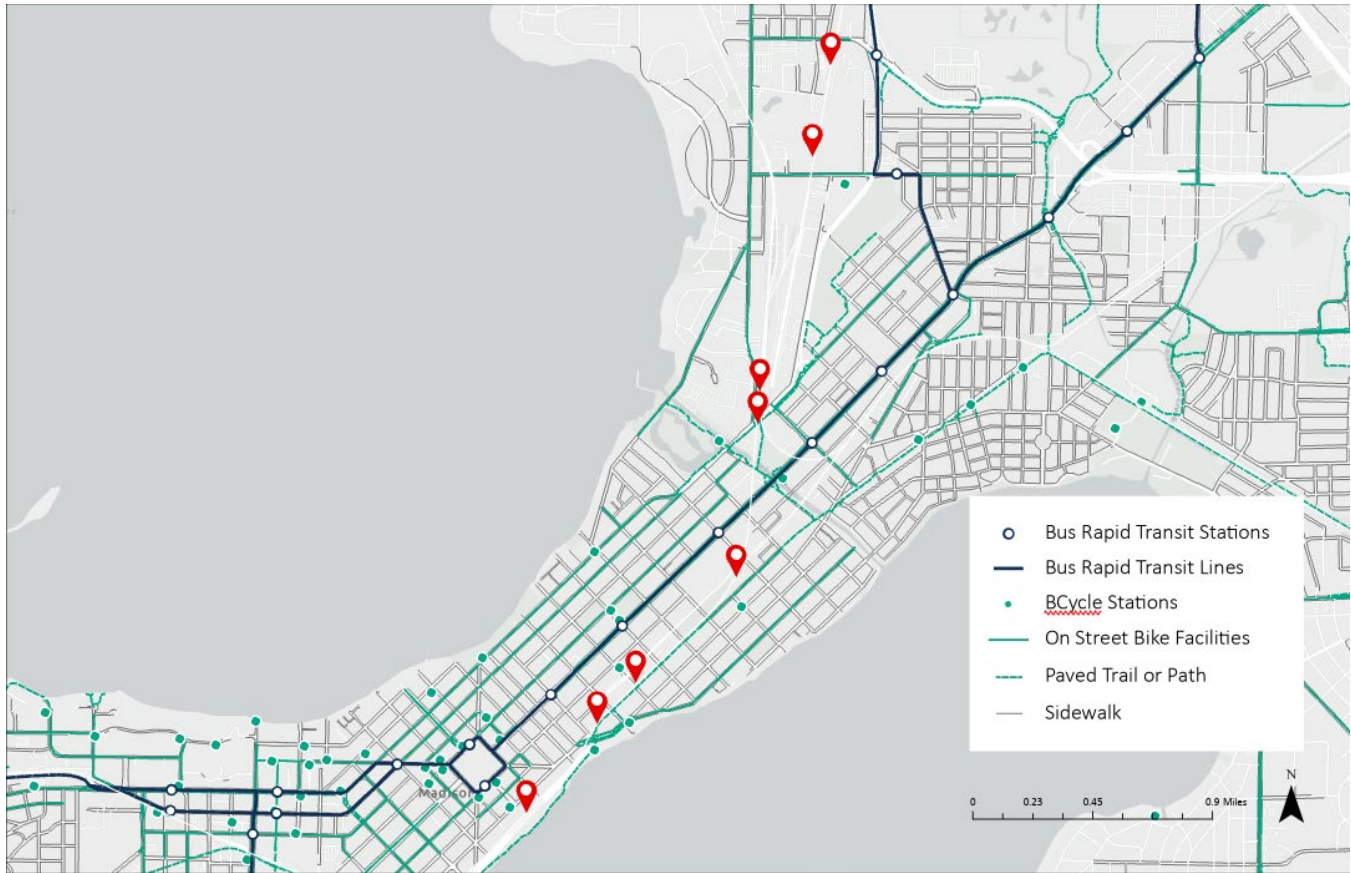 Bus Rapid Transit Stations
Bus Rapid Transit Lines
BCycle Stations
On Street Bike Facilities
Paved Trail or Path
Sidewalk
Madison
N
0 0.23 0.45 0.9 Miles